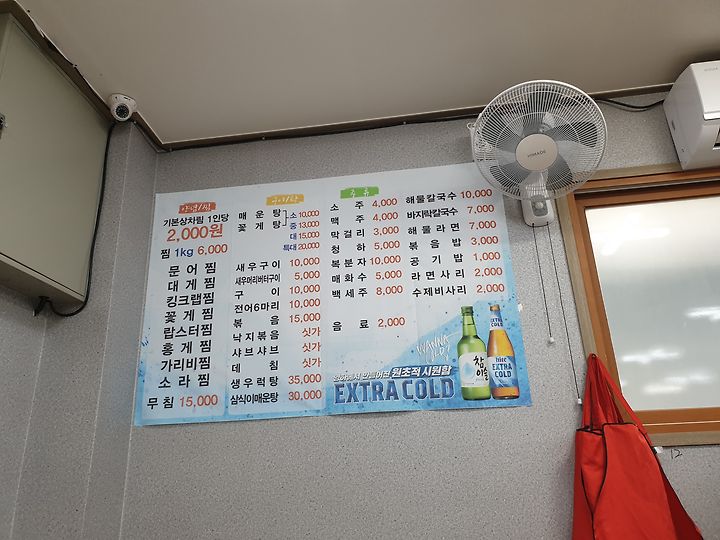 기본상차림 1인당
2,000원
찜 1kg 6,000
문어찜
대게찜
킹크랩찜
꽃게찜
랍스터찜
홍게찜
가리비찜
소라찜
무침 15,000
구이/탕
매운탕
꽃게탕
소 10,000
중 13,000
대 15,000
특대 20,000
새우구이 10,000
새우머리버터구이 5,000
구이 10,000
전어6마리 10,000
볶음 15,000
낙지볶음 싯가
샤브샤브 싯가
데침 싯가
생우럭탕 35,000
삼식이매운탕 30,000
주류
소주 4,000
맥주 4,000
막걸리 3,000
청하 5,000
복분자 10,000
매화수 5,000
백세주 8,000
음료 2,000
해물칼국수 10,000
바지락칼국수 7,000
해물라면 7,000
볶음밥 3,000
공기밥 1,000
라면사리 2,000
수제비사리 2,000
원초적 시원함
EXTRA COLD
참이슬
EXTRA COLD
hite
EXTRA COLD
HIMADE
12